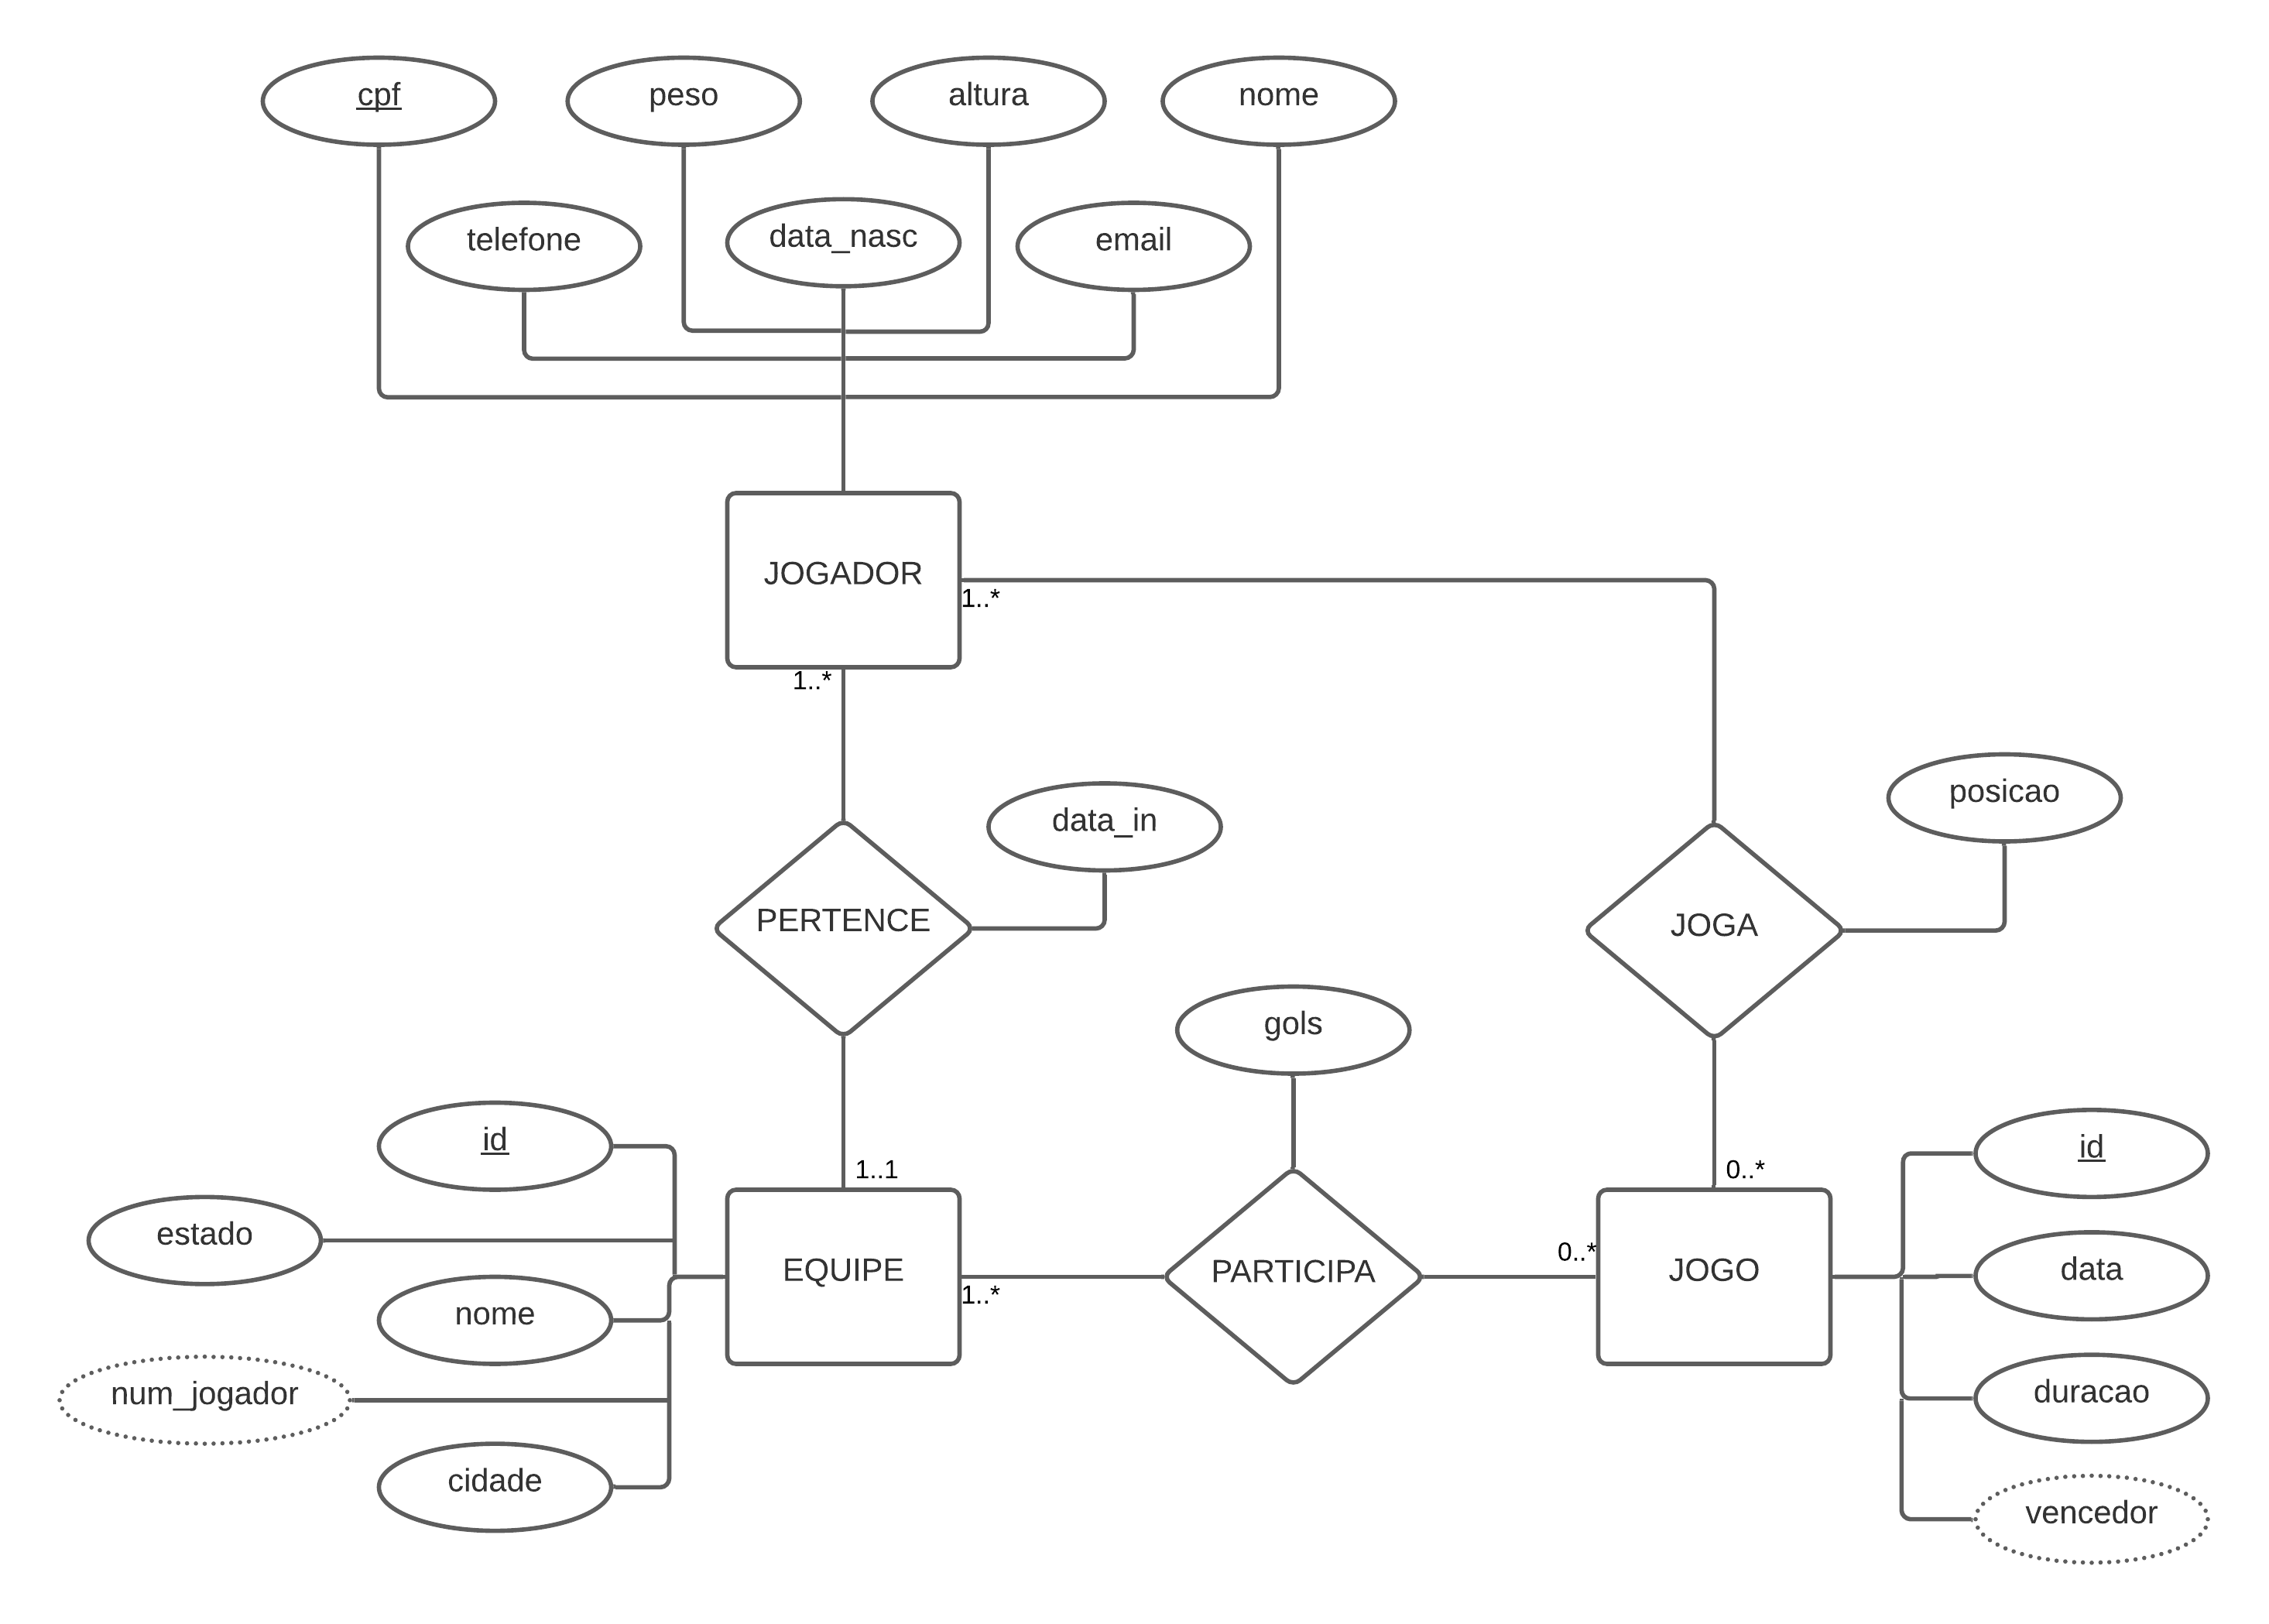 cpf
peso
altura
nome
telefone
data_nasc
email
JOGADOR
1..*
1..*
posicao
data_in
PERTENCE
JOGA
gols
id
1..1
0..*
id
estado
EQUIPE
1..*
PARTICIPA
0..*
JOGO
data
nome
num_jogador
duracao
cidade
vencedor